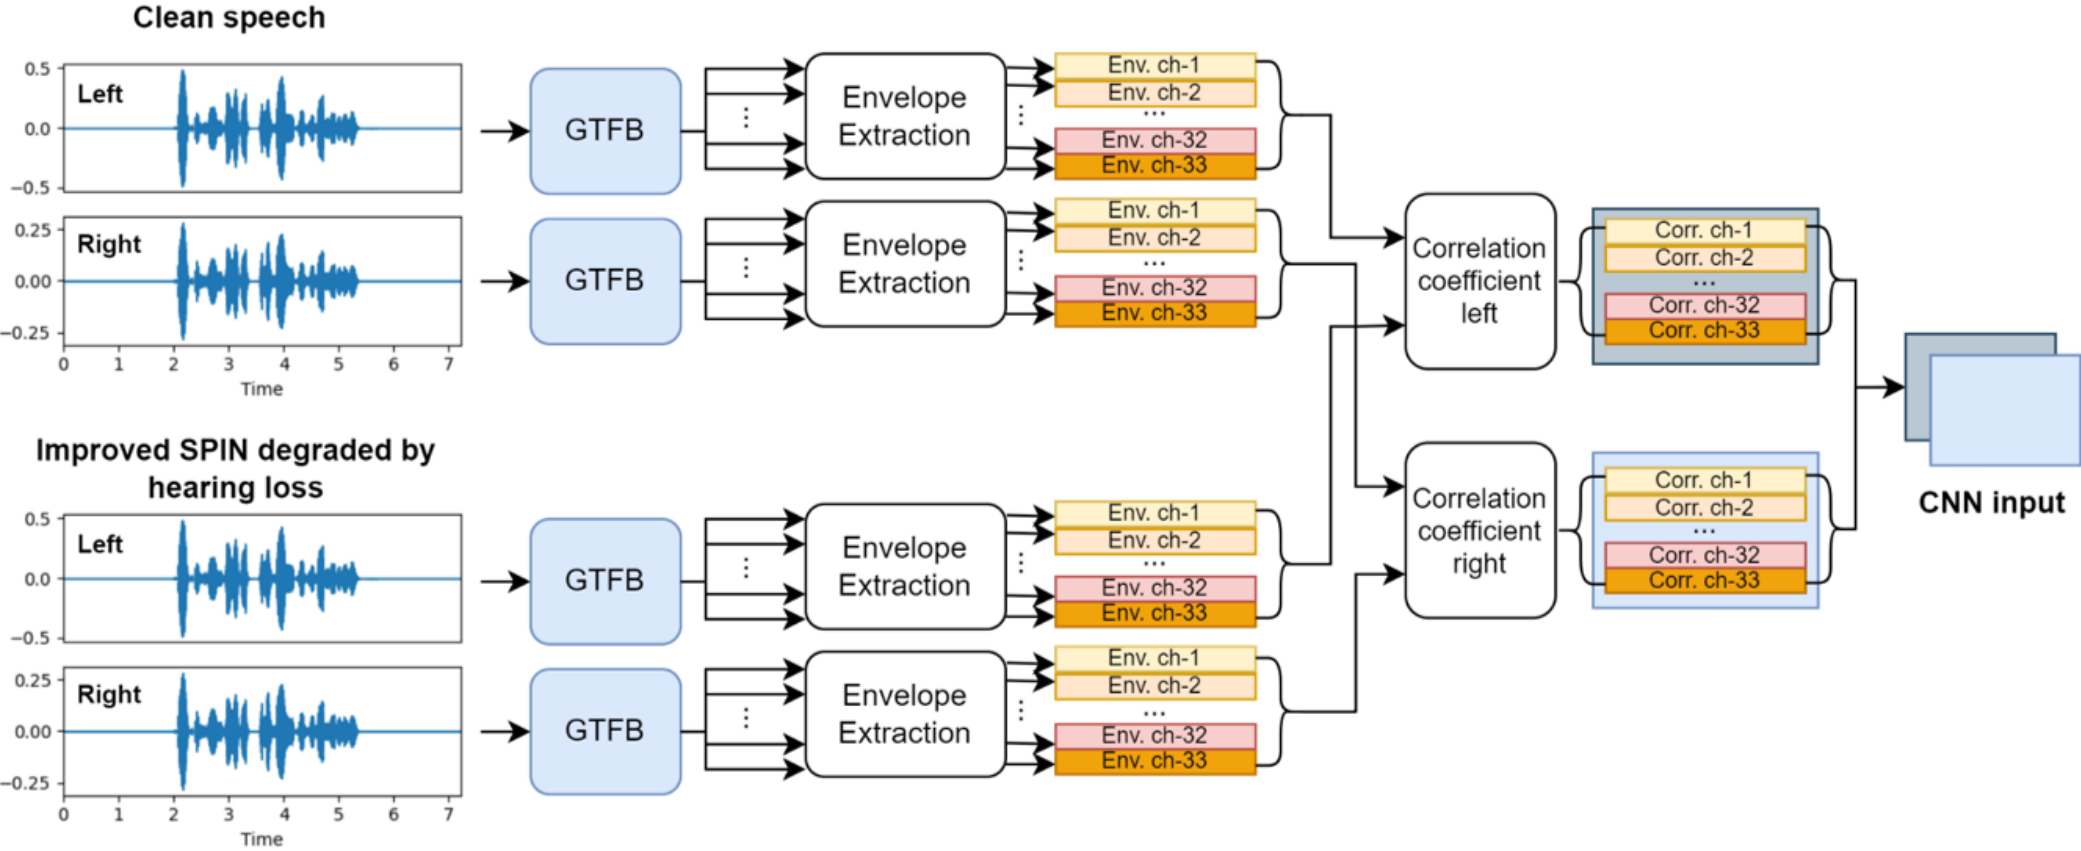 Clean speech
0.5
0.0
−0.5
Left
GTFB
Envelope
Extraction
Env. ch-1
Env. ch-2
...
Env. ch-32
Env. ch-33
0.25
0.00
−0.25
Right
0 1 2 3 4 5 6 7
Time
GTFB
Envelope
Extraction
Env. ch-1
Env. ch-2
...
Env. ch-32
Env. ch-33
Correlation
coefficient
left
Corr. ch-1
Corr. ch-2
...
Corr. ch-32
Corr. ch-33
Improved SPIN degraded by
hearing loss
0.5
0.0
−0.5
Left
GTFB
Envelope
Extraction
Env. ch-1
Env. ch-2
...
Env. ch-32
Env. ch-33
0.25
0.00
−0.25
Right
0 1 2 3 4 5 6 7
Time
GTFB
Envelope
Extraction
Env. ch-1
Env. ch-2
...
Env. ch-32
Env. ch-33
Correlation
coefficient
right
Corr. ch-1
Corr. ch-2
...
Corr. ch-32
Corr. ch-33
CNN input